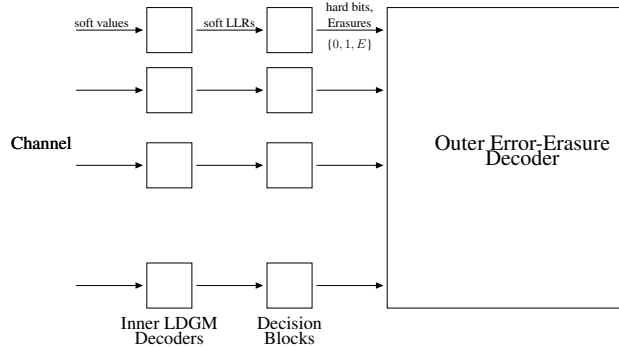 hard bits,
soft values
soft LLRs
Erasures
{0, 1, E}
Channel
Outer Error-Erasure
Decoder
Inner LDGM
Decoders
Decision
Blocks